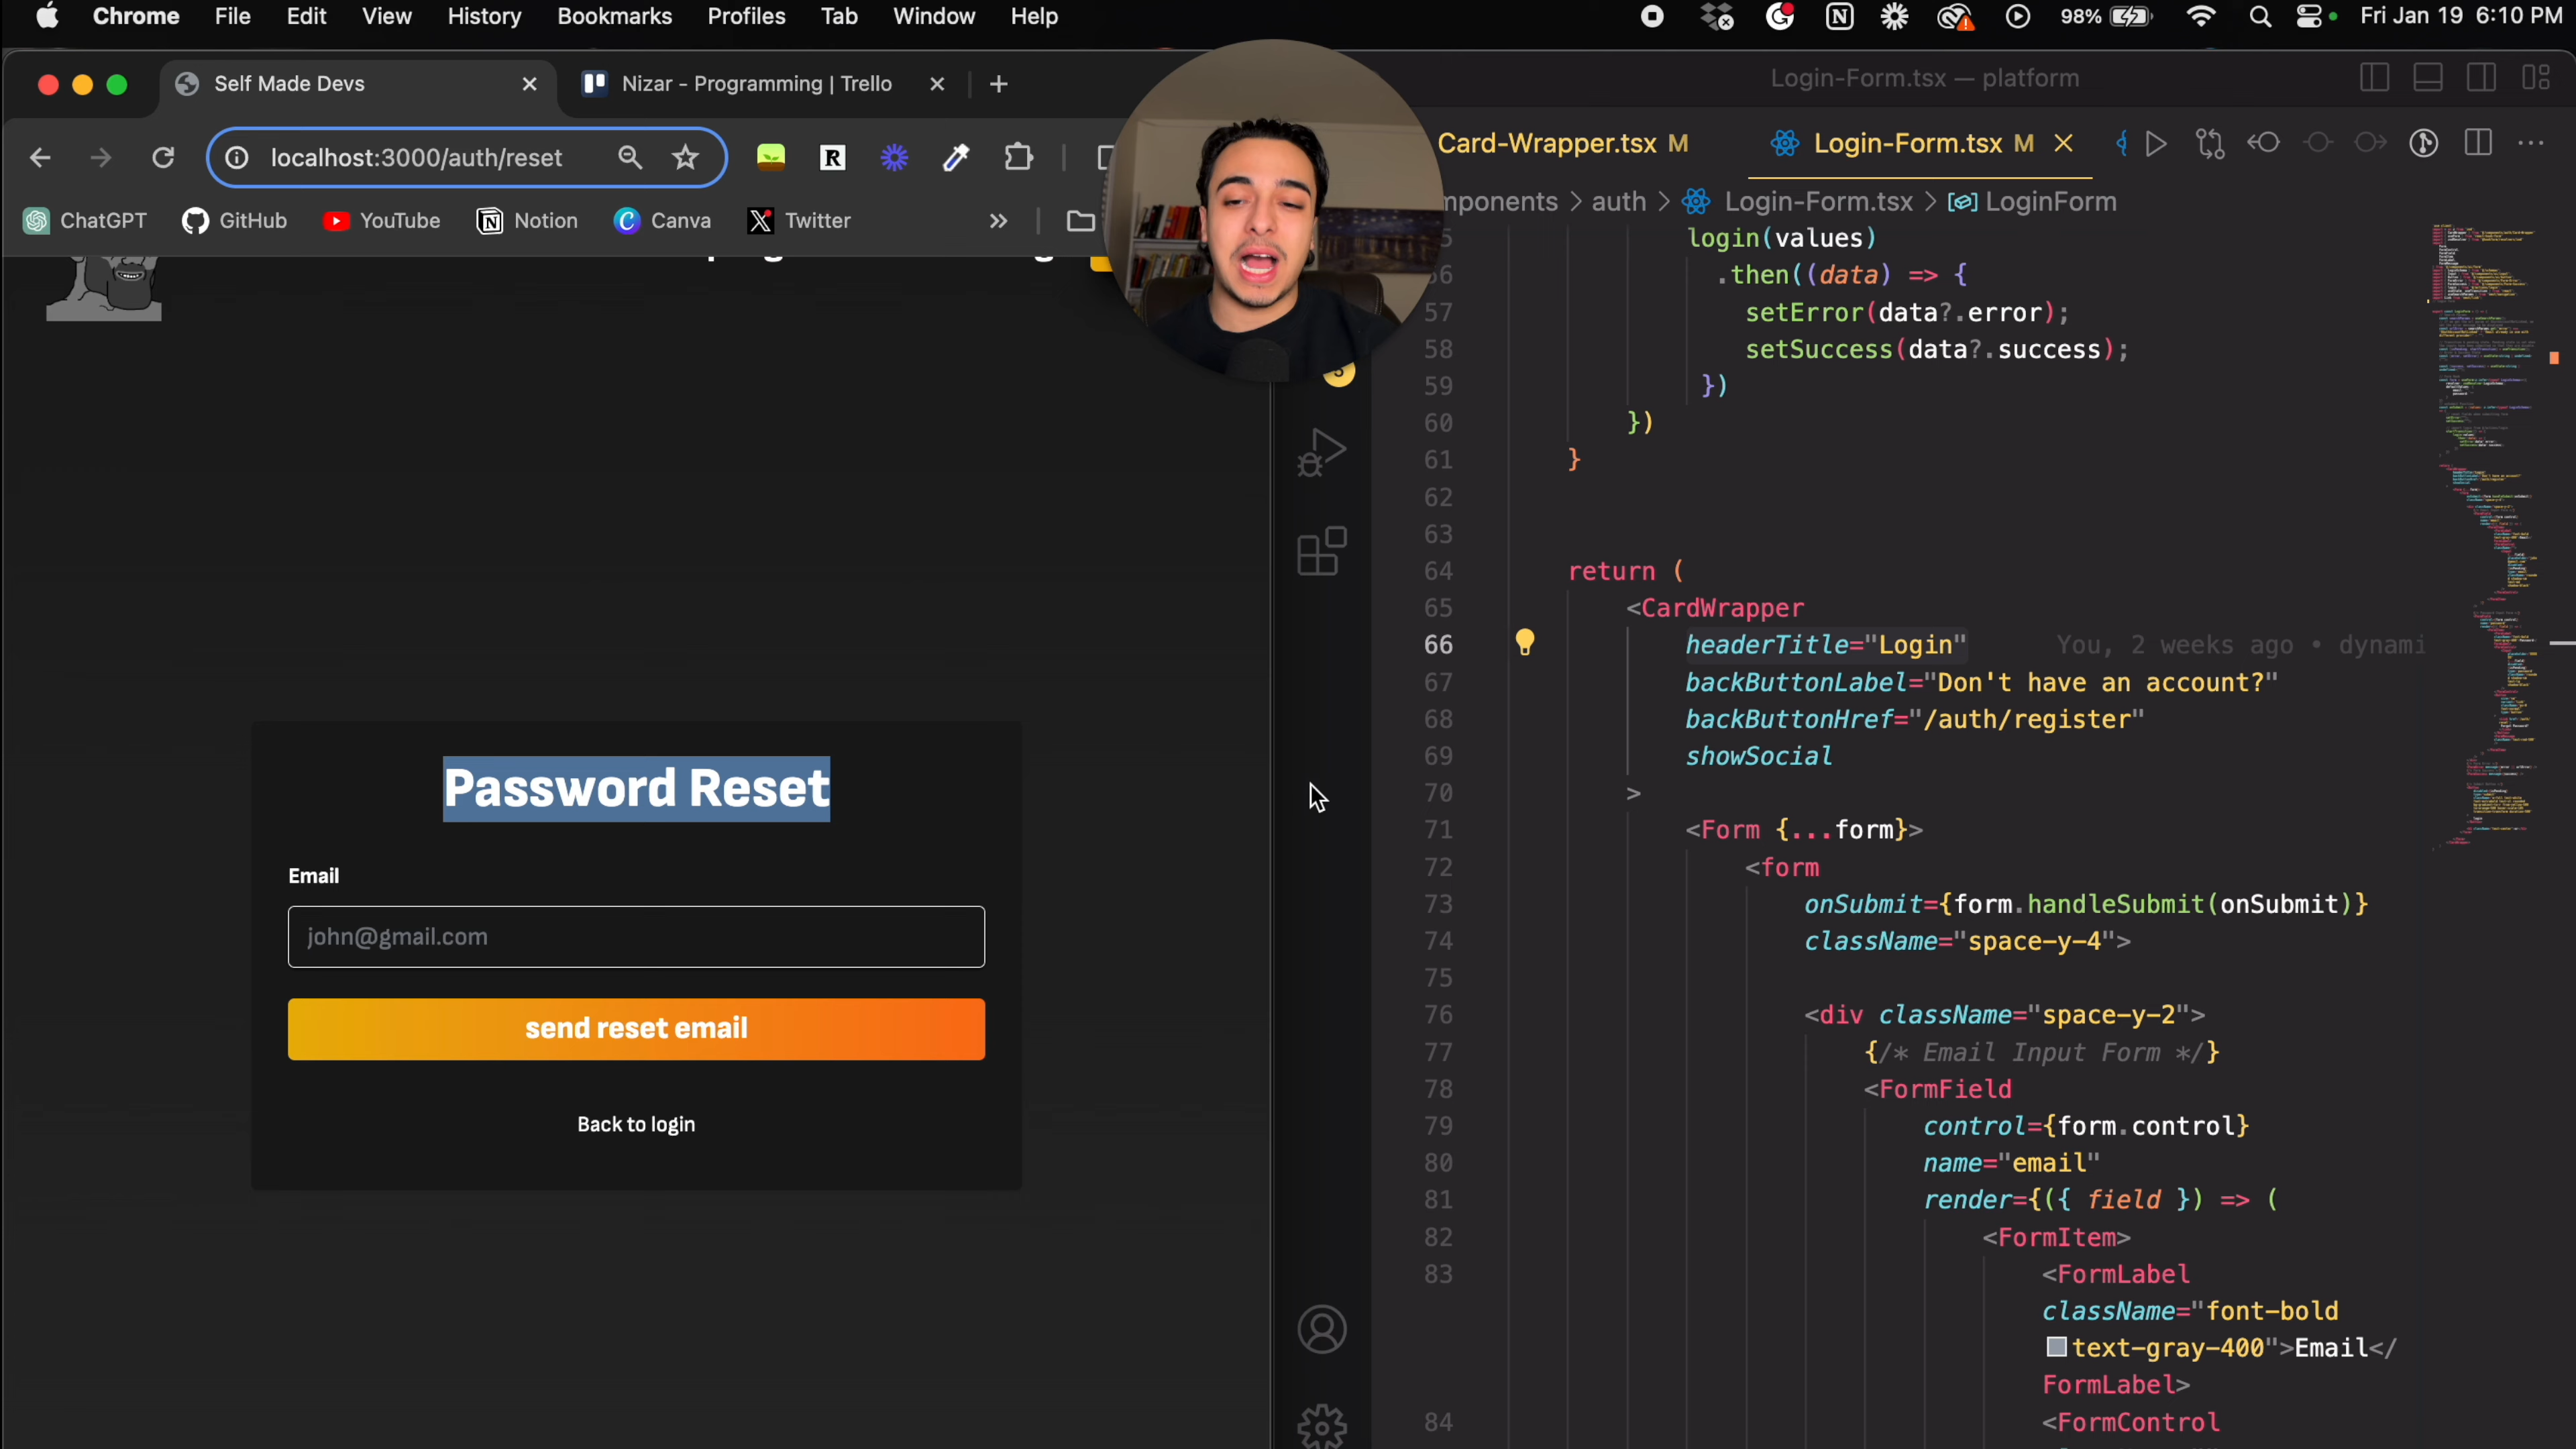 Chrome File Edit View History Bookmarks Profiles Tab Window Help 98% Fri Jan 19 6:10 PM
Self Made Devs
Nizar - Programming | Trello
localhost:3000/auth/reset
ChatGPT GitHub YouTube Notion Canva Twitter
Password Reset
Email
john@gmail.com
send reset email
Back to login
Login-Form.tsx — platform
Card-Wrapper.tsx M
Login-Form.tsx M
mponents > auth > Login-Form.tsx > LoginForm
5 login(values)
56 .then((data) => {
57 setError(data?.error);
58 setSuccess(data?.success);
59 })
60 })
61 }
62
63
64 return (
65 <CardWrapper
66 headerTitle="Login" You, 2 weeks ago • dynami
67 backButtonLabel="Don't have an account?"
68 backButtonHref="/auth/register"
69 showSocial
70 >
71 <Form {...form}>
72 <form
73 onSubmit={form.handleSubmit(onSubmit)}
74 className="space-y-4">
75
76 <div className="space-y-2">
77 {/* Email Input Form */}
78 <FormField
79 control={form.control}
80 name="email"
81 render={({ field }) => (
82 <FormItem>
83 <FormLabel
className="font-bold
text-gray-400">Email</
FormLabel>
84 <FormControl